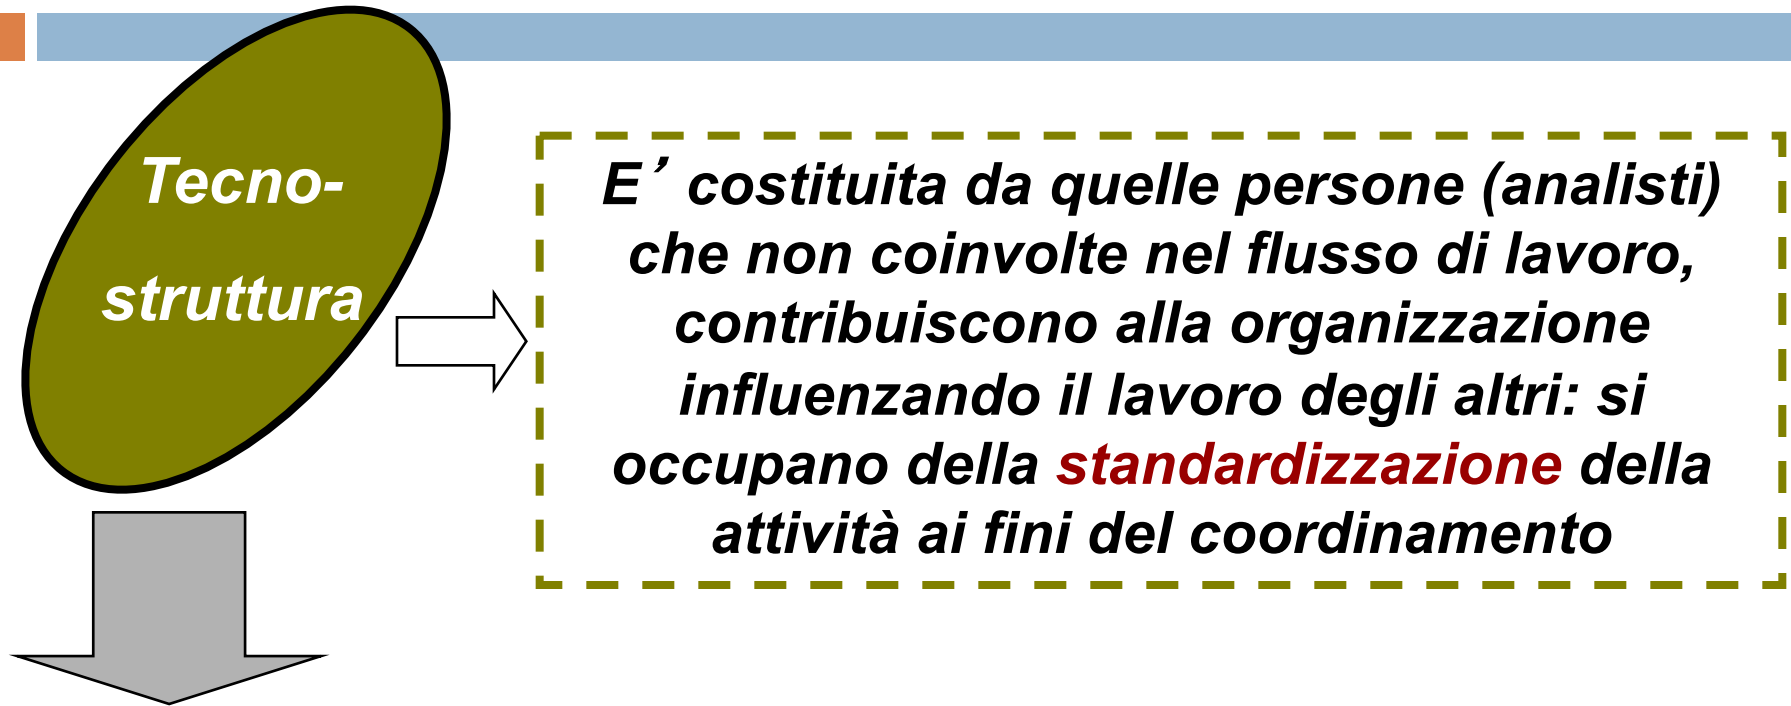 Tecno-
struttura
E’ costituita da quelle persone (analisti)
che non coinvolte nel flusso di lavoro,
contribuiscono alla organizzazione
influenzando il lavoro degli altri: si
occupano della standardizzazione della
attività ai fini del coordinamento